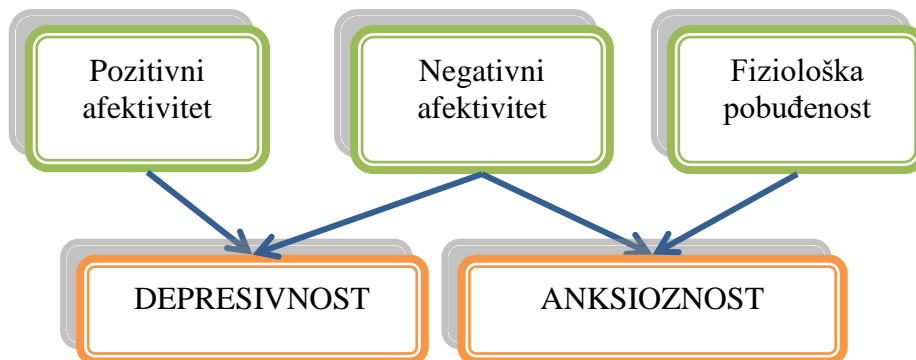 Pozitivni
afektivitet
Negativni
afektivitet
Fiziološka
pobuđenost
DEPRESIVNOST
ANKSIOZNOST